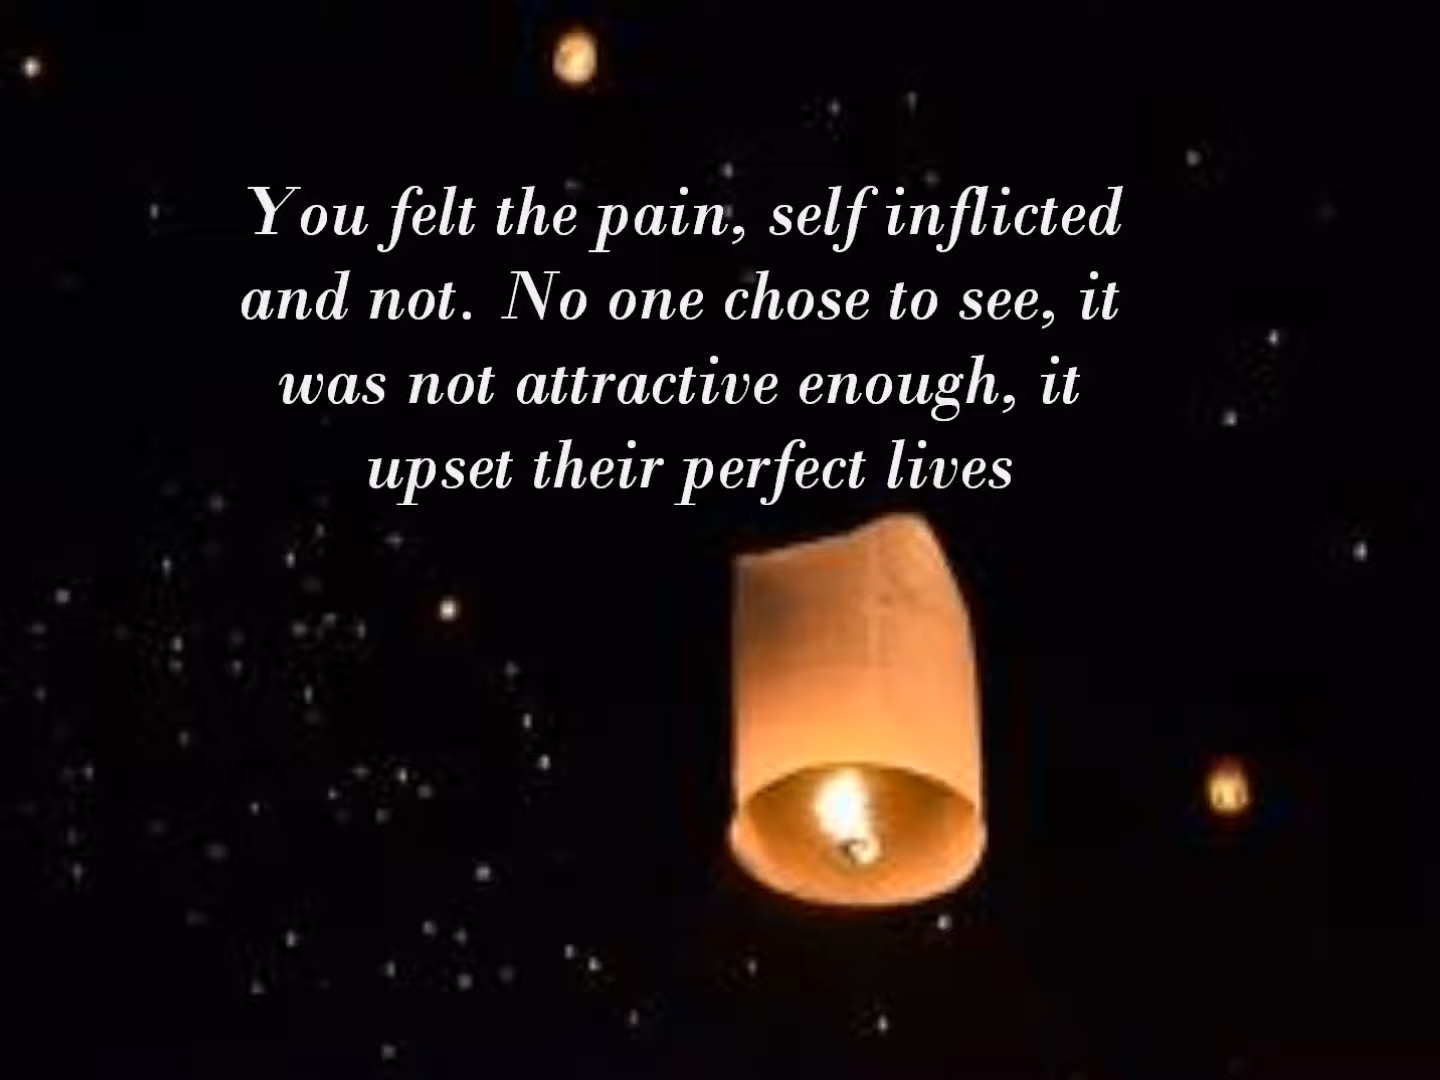 You felt the pain, self inflicted
and not. No one chose to see, it
was not attractive enough, it
upset their perfect lives